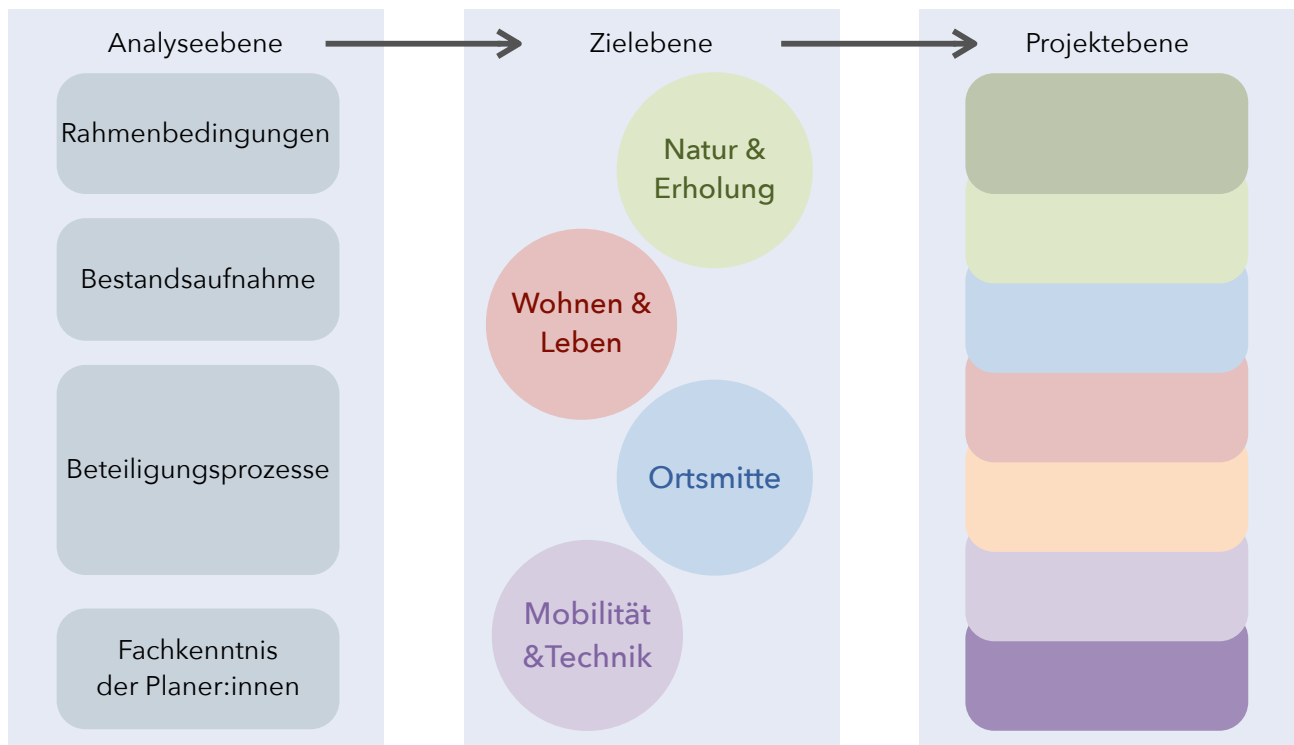 Analyseebene
Zielebene
Projektebene
Rahmenbedingungen
Bestandsaufnahme
Beteiligungsprozesse
Fachkenntnis
der Planer:innen
Natur &
Erholung
Wohnen &
Leben
Ortsmitte
Mobilität
&Technik